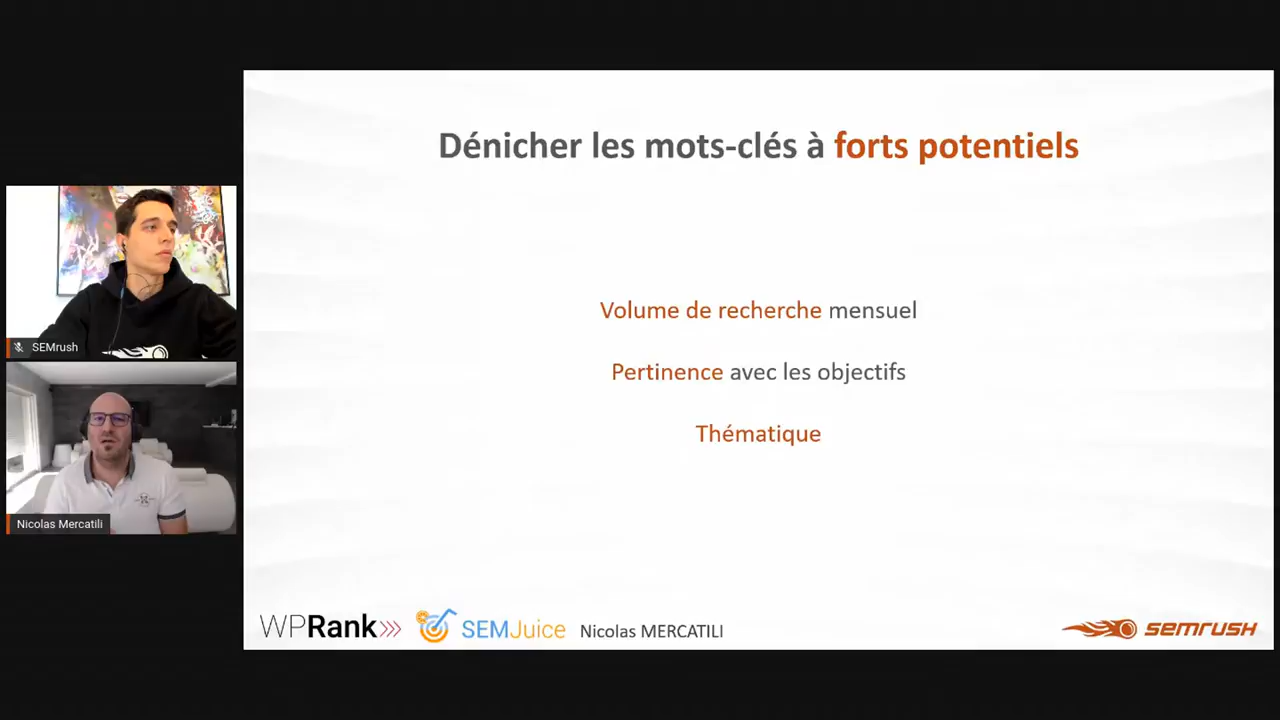 Dénicher les mots-clés à forts potentiels
Volume de recherche mensuel
Pertinence avec les objectifs
Thématique
SEMrush
Nicolas Mercatili
WPRank
SEMJuice
Nicolas MERCATILI
semrush